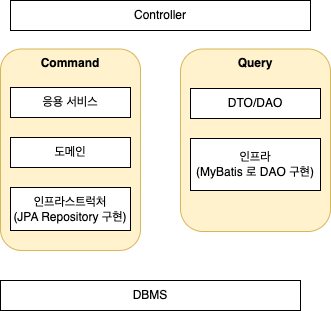 Controller
Command
응용 서비스
도메인
인프라스트럭처
(JPA Repository 구현)
Query
DTO/DAO
인프라
(MyBatis 로 DAO 구현)
DBMS